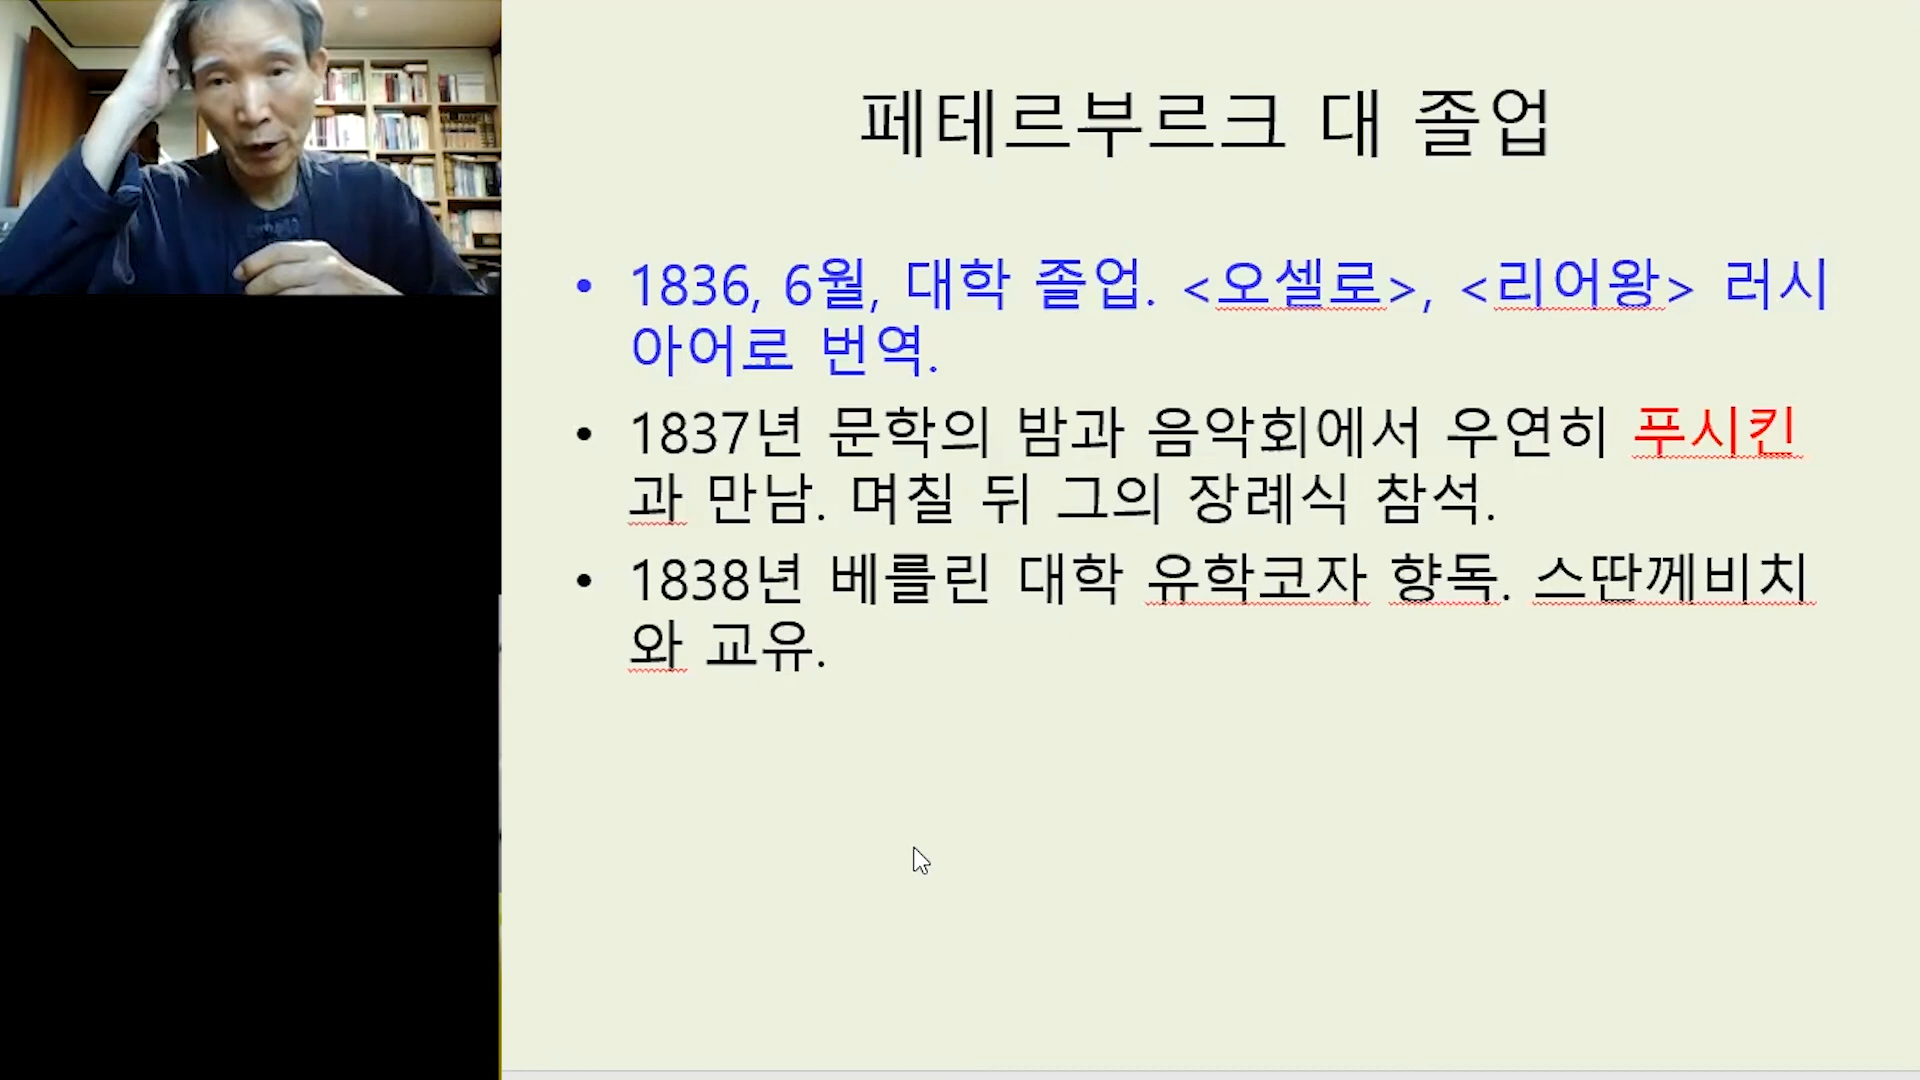 페테르부르크 대 졸업
• 1836, 6월, 대학 졸업. <오셀로>, <리어왕> 러시
아어로 번역.
• 1837년 문학의 밤과 음악회에서 우연히 푸시킨
과 만남. 며칠 뒤 그의 장례식 참석.
• 1838년 베를린 대학 유학코자 향독. 스딴께비치
와 교유.